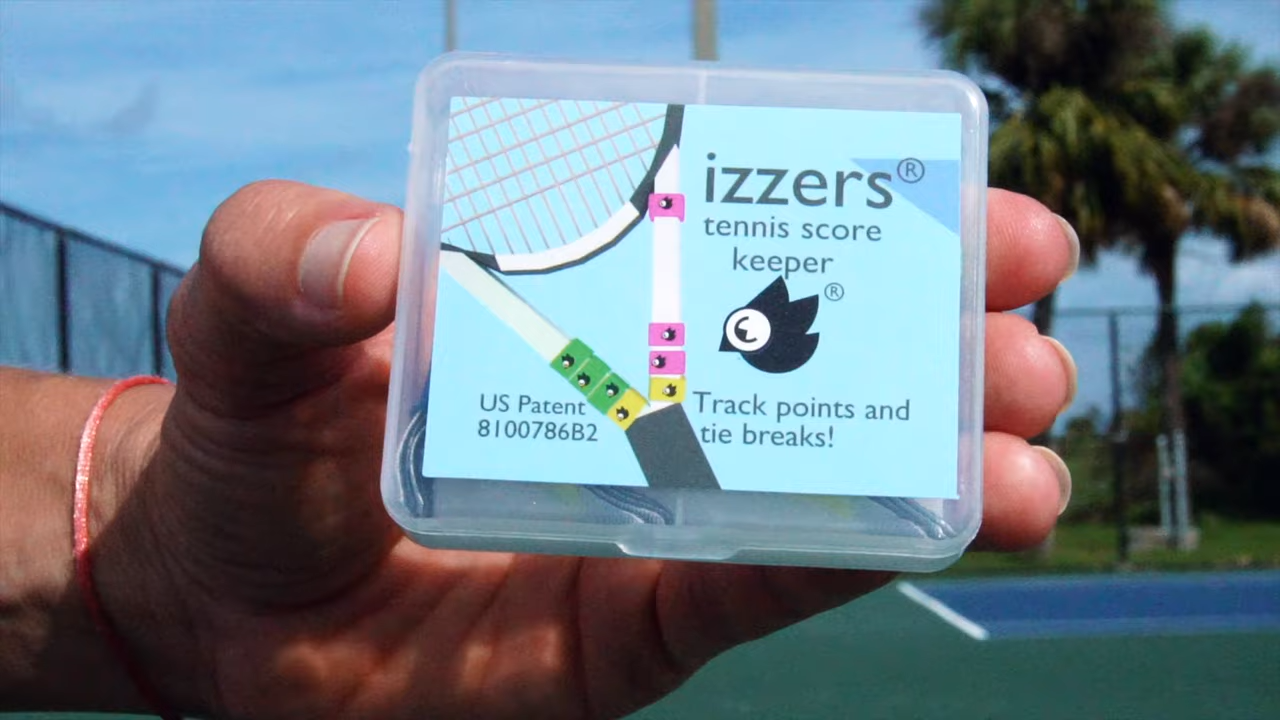 izzers®
tennis score
keeper
®
US Patent
8100786B2
Track points and
tie breaks!